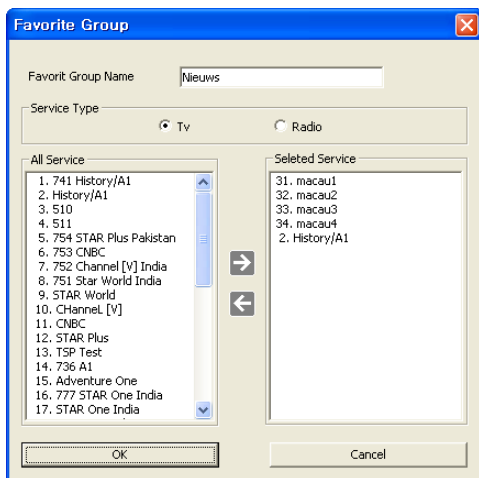 Favorite Group
Favorit Group Name
Nieuws
Service Type
Tv
Radio
All Service
1. 741 History/A1
2. History/A1
3. 510
4. 511
5. 754 STAR Plus Pakistan
6. 753 CNBC
7. 752 Channel [V] India
8. 751 Star World India
9. STAR World
10. CHanneL [V]
11. CNBC
12. STAR Plus
13. TSP Test
14. 736 A1
15. Adventure One
16. 777 STAR One India
17. STAR One India
Seleted Service
31. macau1
32. macau2
33. macau3
34. macau4
2. History/A1
OK
Cancel